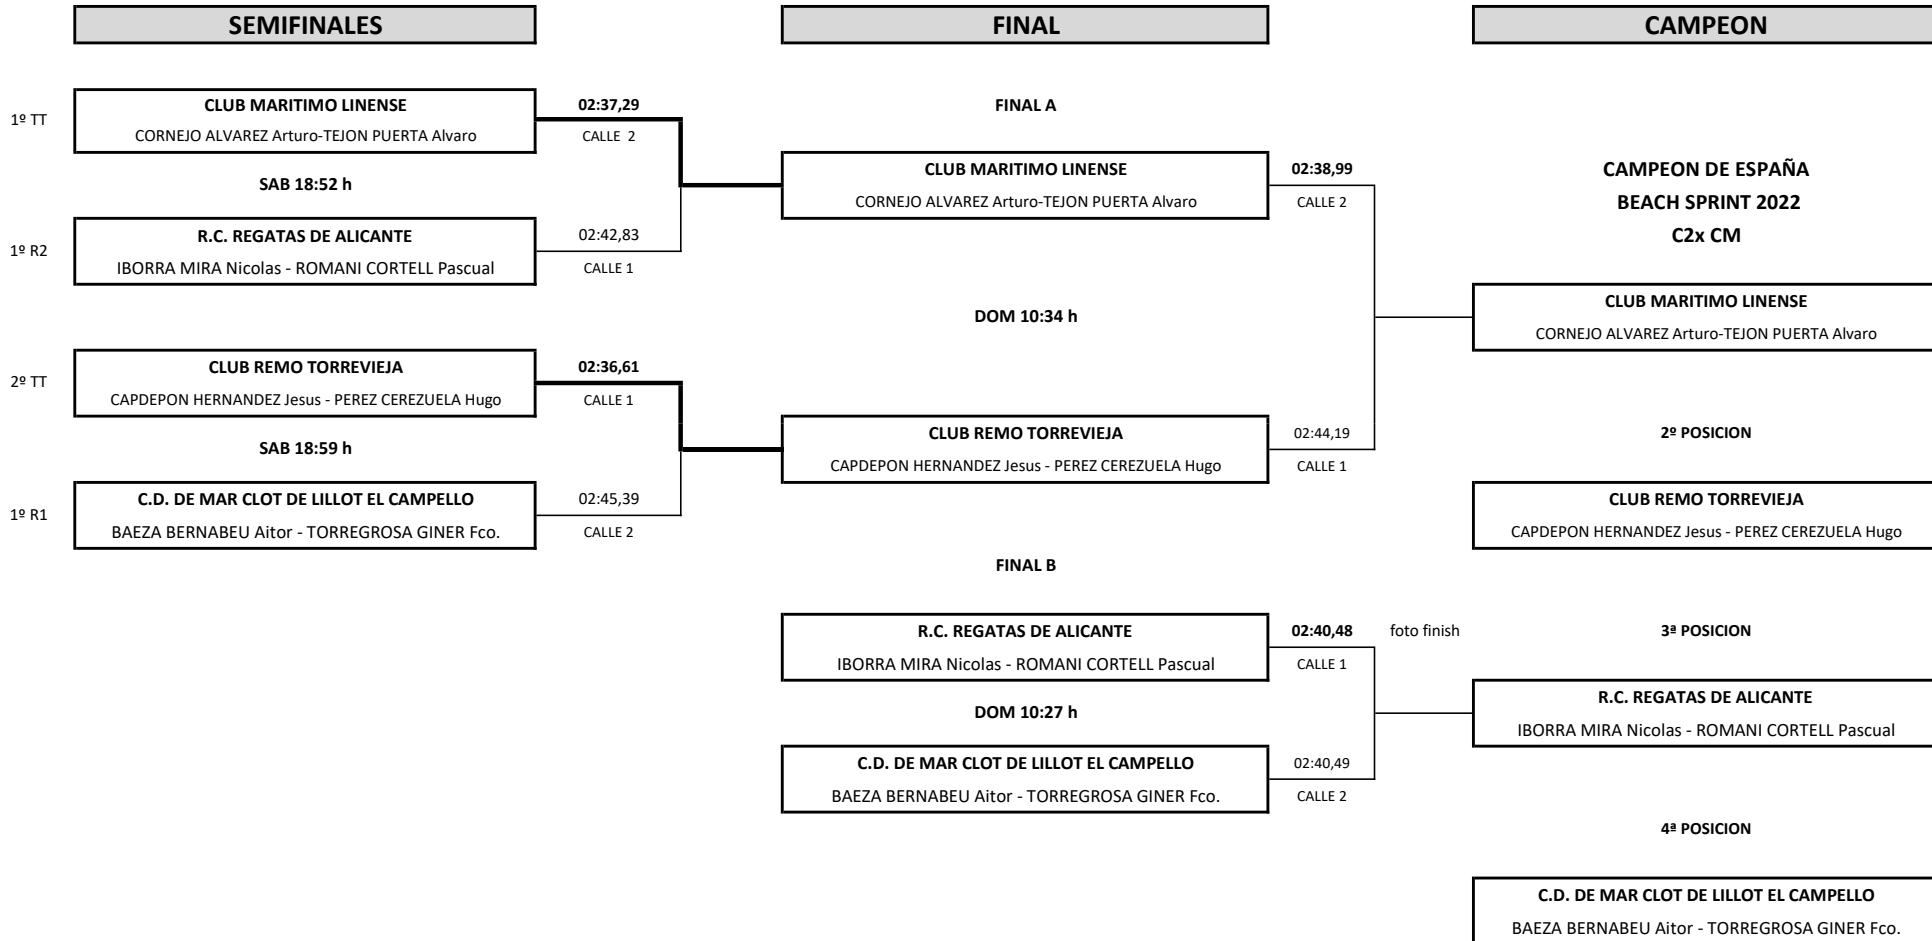 SEMIFINALES
FINAL
CAMPEON
1º TT
CLUB MARITIMO LINENSE
CORNEJO ALVAREZ Arturo-TEJON PUERTA Alvaro
02:37,29
CALLE 2
SAB 18:52 h
1º R2
R.C. REGATAS DE ALICANTE
IBORRA MIRA Nicolas - ROMANI CORTELL Pascual
02:42,83
CALLE 1
2º TT
CLUB REMO TORREVIEJA
CAPDEPON HERNANDEZ Jesus - PEREZ CEREZUELA Hugo
02:36,61
CALLE 1
SAB 18:59 h
1º R1
C.D. DE MAR CLOT DE LILLOT EL CAMPELLO
BAEZA BERNABEU Aitor - TORREGROSA GINER Fco.
02:45,39
CALLE 2
FINAL A
CLUB MARITIMO LINENSE
CORNEJO ALVAREZ Arturo-TEJON PUERTA Alvaro
02:38,99
CALLE 2
DOM 10:34 h
CLUB REMO TORREVIEJA
CAPDEPON HERNANDEZ Jesus - PEREZ CEREZUELA Hugo
02:44,19
CALLE 1
FINAL B
R.C. REGATAS DE ALICANTE
IBORRA MIRA Nicolas - ROMANI CORTELL Pascual
02:40,48
foto finish
CALLE 1
DOM 10:27 h
C.D. DE MAR CLOT DE LILLOT EL CAMPELLO
BAEZA BERNABEU Aitor - TORREGROSA GINER Fco.
02:40,49
CALLE 2
CAMPEON DE ESPAÑA
BEACH SPRINT 2022
C2x CM
CLUB MARITIMO LINENSE
CORNEJO ALVAREZ Arturo-TEJON PUERTA Alvaro
2º POSICION
CLUB REMO TORREVIEJA
CAPDEPON HERNANDEZ Jesus - PEREZ CEREZUELA Hugo
3ª POSICION
R.C. REGATAS DE ALICANTE
IBORRA MIRA Nicolas - ROMANI CORTELL Pascual
4ª POSICION
C.D. DE MAR CLOT DE LILLOT EL CAMPELLO
BAEZA BERNABEU Aitor - TORREGROSA GINER Fco.